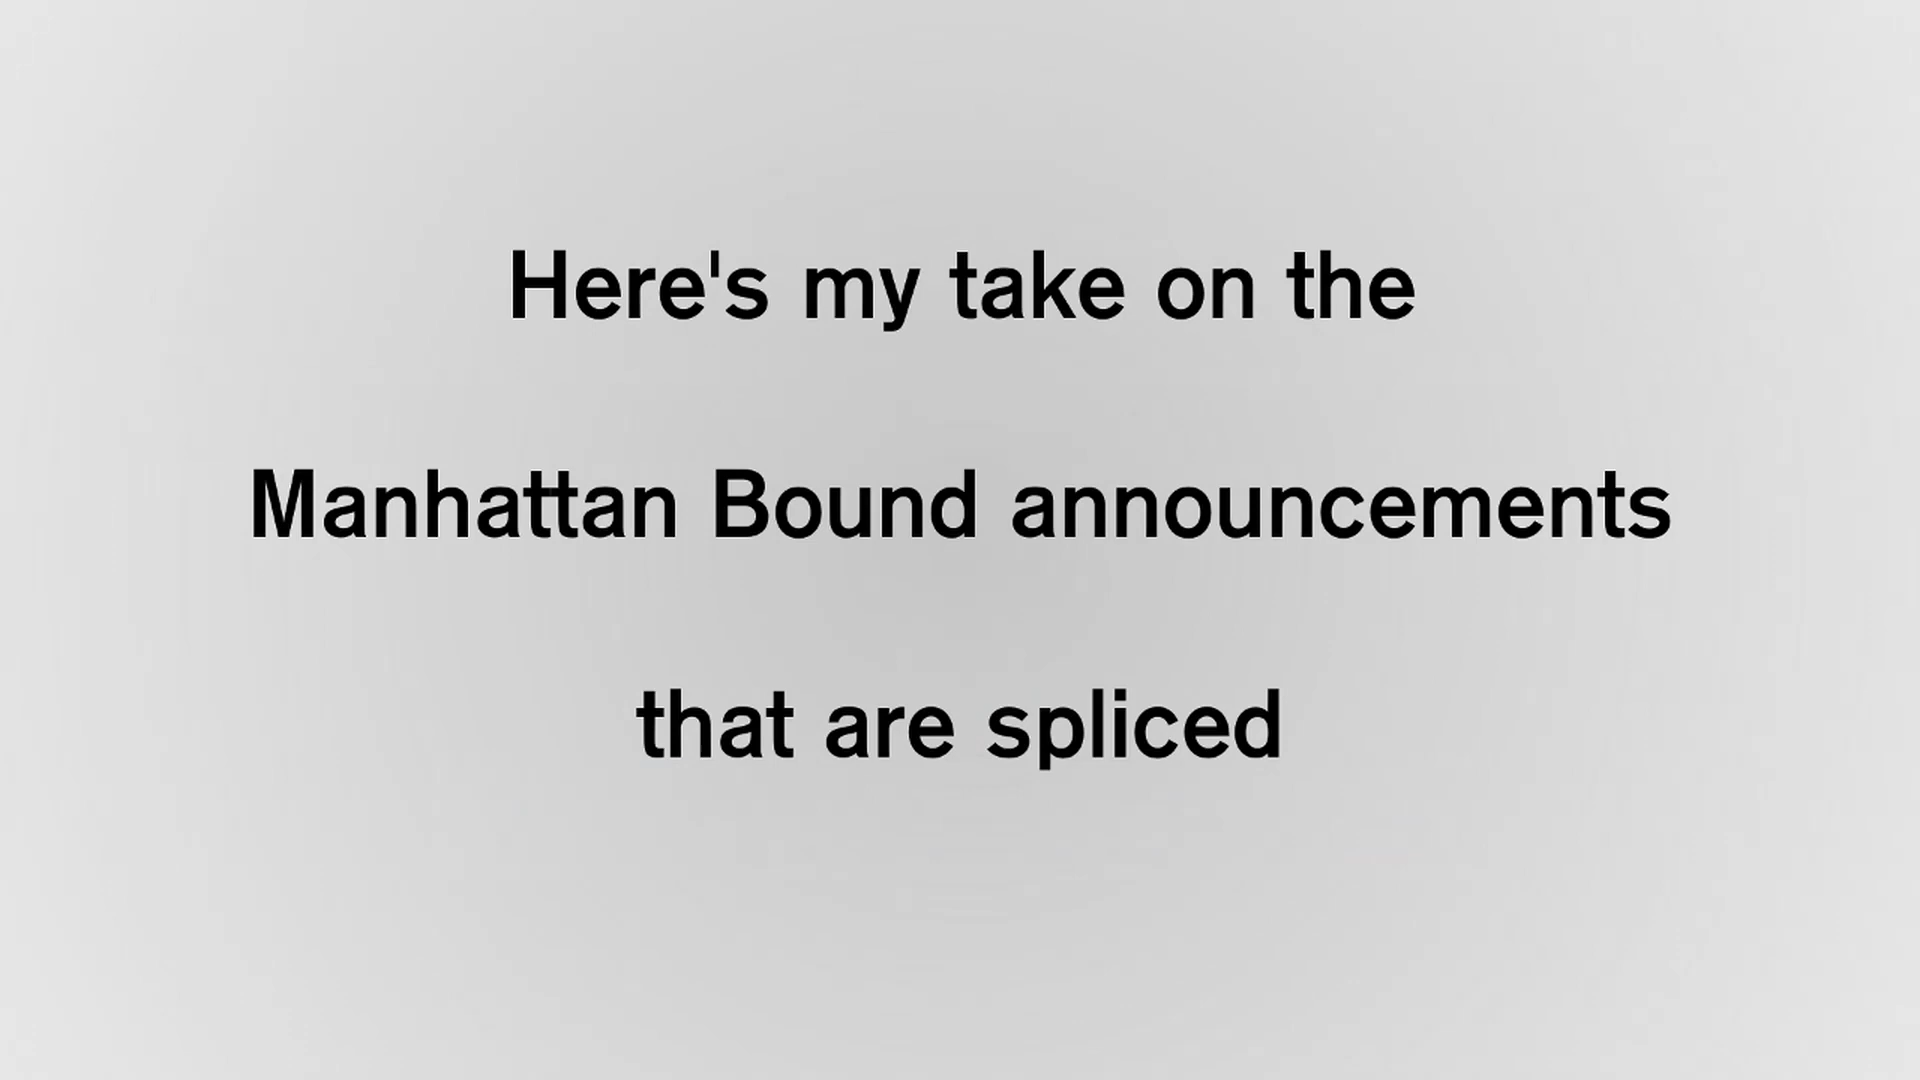 Here's my take on the
Manhattan Bound announcements
that are spliced